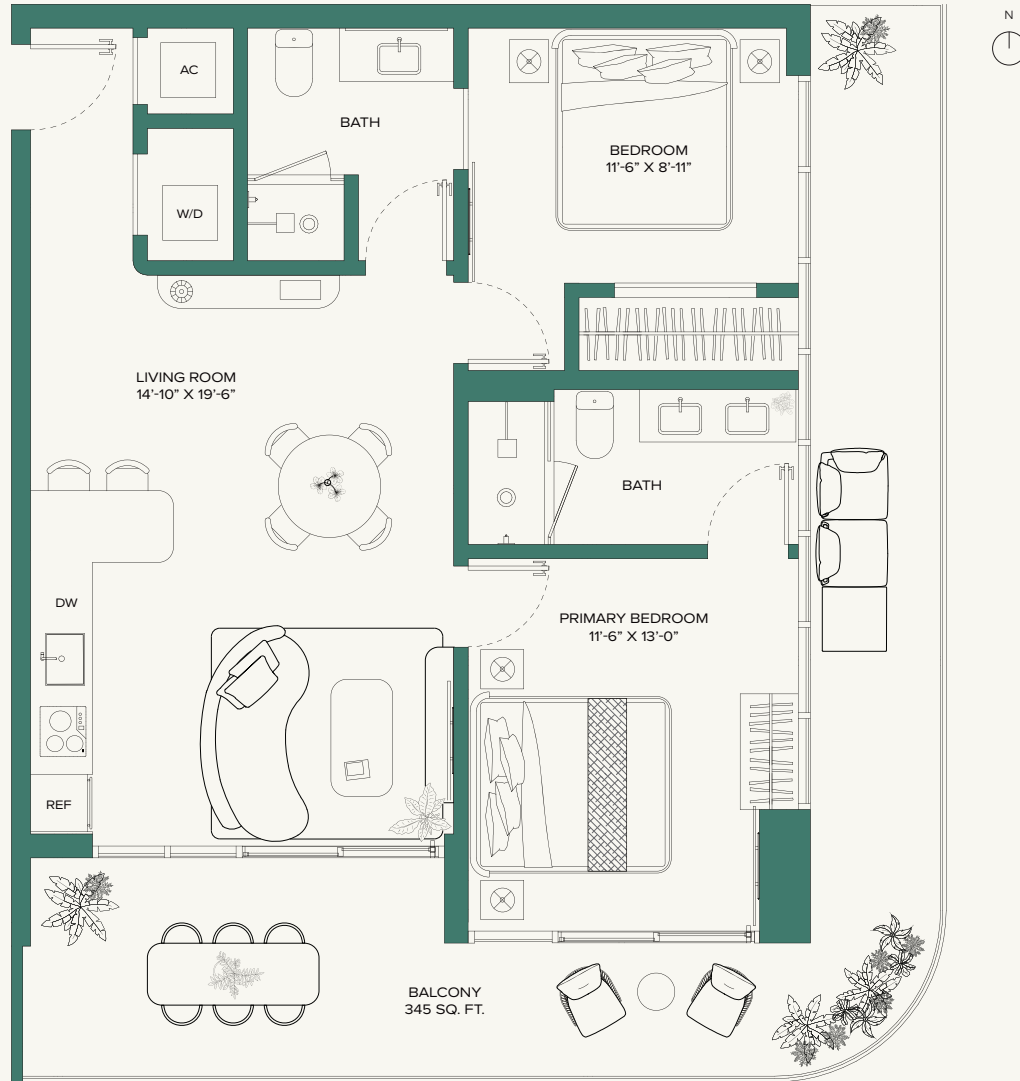 N
AC
BATH
BEDROOM
11'-6” X 8'-11”
W/D
LIVING ROOM
14'-10” X 19'-6”
BATH
DW
PRIMARY BEDROOM
11'-6” X 13'-0”
REF
BALCONY
345 SQ. FT.